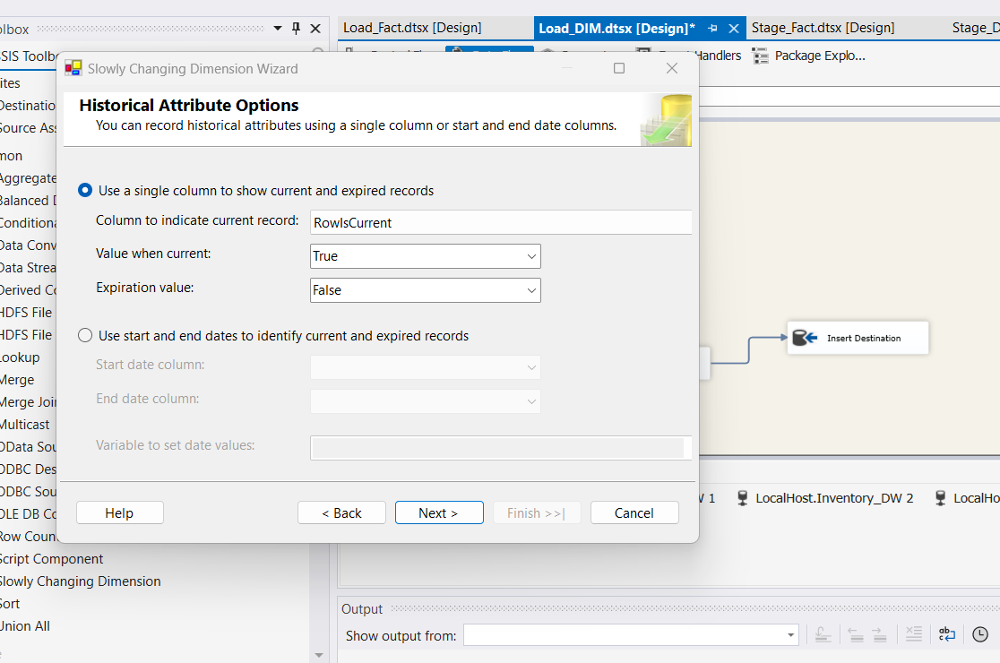 olbox
Load_Fact.dtsx [Design]
Load_DIM.dtsx [Design]*
Stage_Fact.dtsx [Design]
Stage_D
SSIS Toolbo
Handlers
Package Explo...
Slowly Changing Dimension Wizard
Historical Attribute Options
You can record historical attributes using a single column or start and end date columns.
Use a single column to show current and expired records
Column to indicate current record:
RowIsCurrent
Value when current:
True
Expiration value:
False
Use start and end dates to identify current and expired records
Start date column:
End date column:
Variable to set date values:
Help
< Back
Next >
Finish >>|
Cancel
ites
Destinatio
Source Ass
mon
Aggregate
Balanced D
Conditiona
Data Conv
Data Strea
Derived Co
HDFS File
HDFS File
Lookup
Merge
Merge Join
Multicast
OData Sou
ODBC Des
ODBC Sou
OLE DB Co
Row Coun
Script Component
Slowly Changing Dimension
Sort
Union All
Insert Destination
W 1
LocalHost.Inventory_DW 2
LocalHo
Output
Show output from: